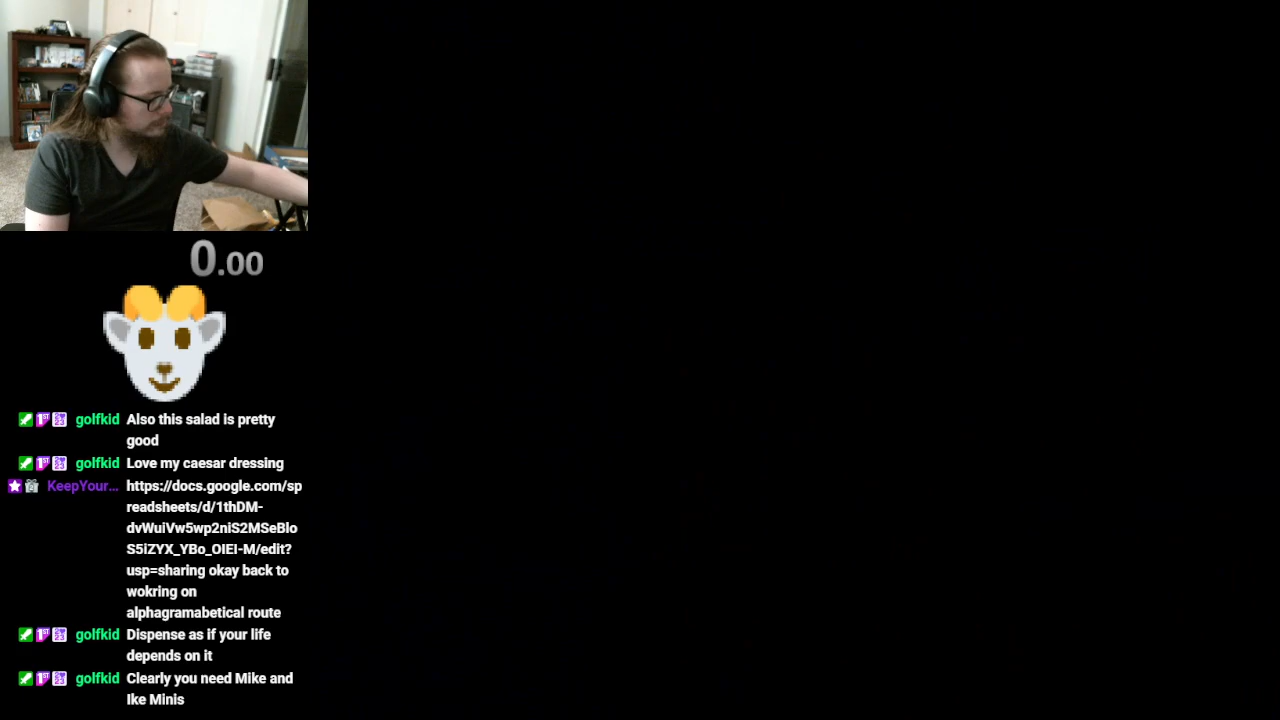 0.00
golfkid Also this salad is pretty
good
golfkid Love my caesar dressing
KeepYour... https://docs.google.com/sp
readsheets/d/1thDM-
dvWuiVw5wp2niS2MSeBlo
S5iZYX_YBo_OIEI-M/edit?
usp=sharing okay back to
wokring on
alphagramabetical route
golfkid Dispense as if your life
depends on it
golfkid Clearly you need Mike and
Ike Minis